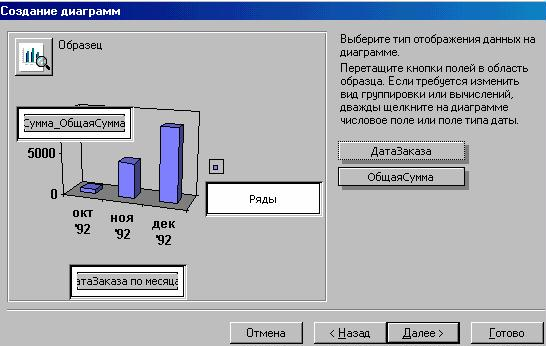 Создание диаграмм
Образец
Сумма_ОбщаяСумма
5000
0
окт '92
ноя '92
дек '92
Ряды
атаЗаказа по месяца
Выберите тип отображения данных на
диаграмме.
Перетащите кнопки полей в область
образца. Если требуется изменить
вид группировки или вычислений,
дважды щелкните на диаграмме
числовое поле или поле типа даты.
ДатаЗаказа
ОбщаяСумма
Отмена
< Назад
Далее >
Готово